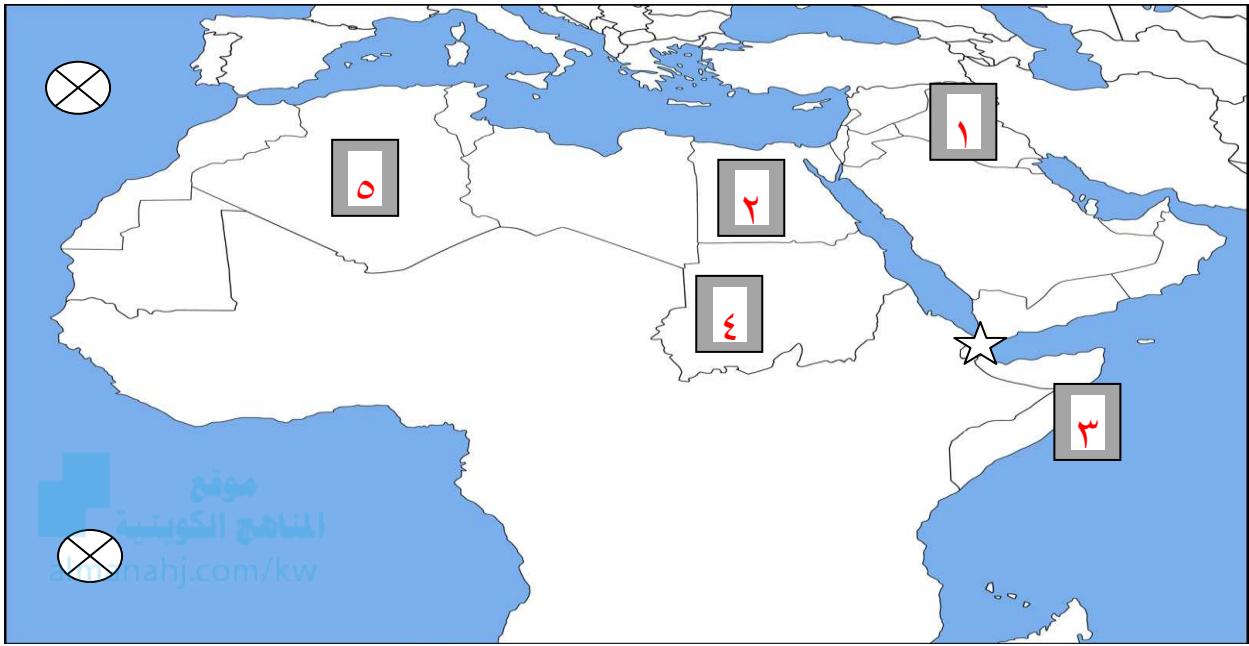 ١
٥
٢
٤
٣
موقع
المناهج الكويتية
almanahj.com/kw